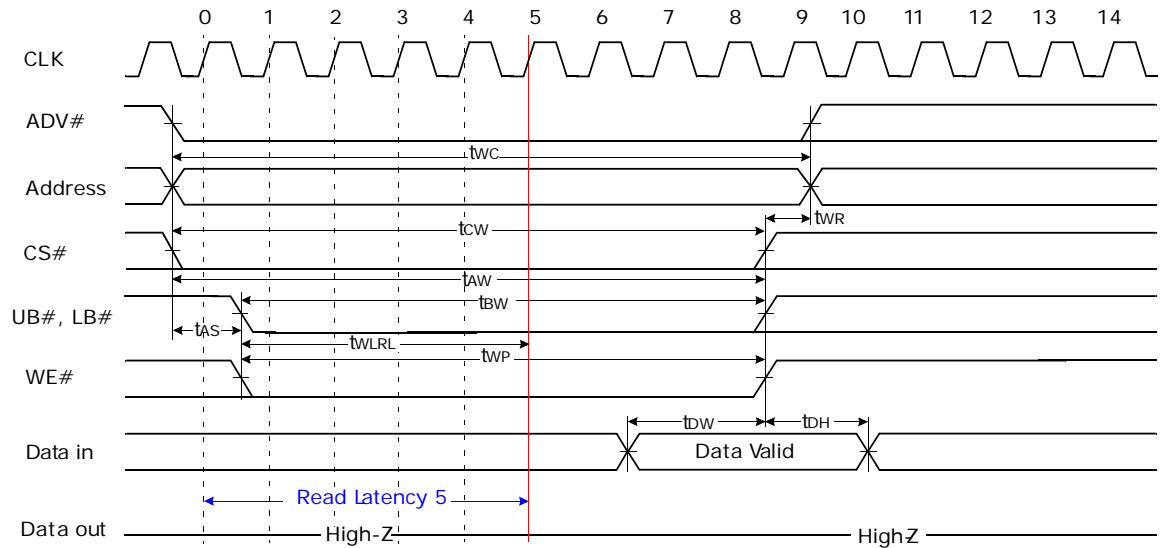 0 1 2 3 4 5 6 7 8 9 10 11 12 13 14
CLK
ADV#
tWC
Address
tWR
tCW
CS#
tAW
tBW
UB#, LB#
tAS
tWLRL
tWP
WE#
tDW tDH
Data in Data Valid
Read Latency 5
Data out High-Z High-Z